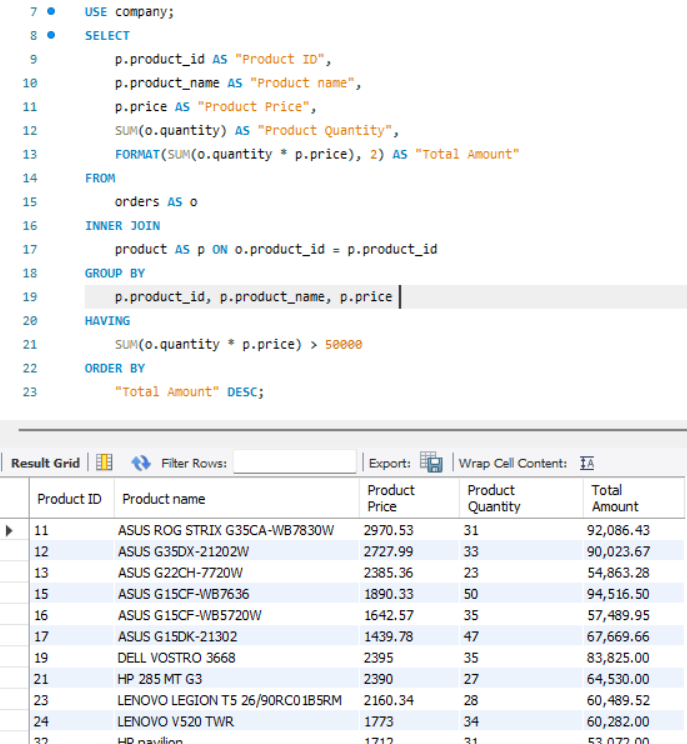 7 USE company;
8 SELECT
9 p.product_id AS "Product ID",
10 p.product_name AS "Product name",
11 p.price AS "Product Price",
12 SUM(o.quantity) AS "Product Quantity",
13 FORMAT(SUM(o.quantity * p.price), 2) AS "Total Amount"
14 FROM
15 orders AS o
16 INNER JOIN
17 product AS p ON o.product_id = p.product_id
18 GROUP BY
19 p.product_id, p.product_name, p.price
20 HAVING
21 SUM(o.quantity * p.price) > 50000
22 ORDER BY
23 "Total Amount" DESC;
Result Grid Filter Rows: Export: Wrap Cell Content:
Product ID Product name Product Price Product Quantity Total Amount
11 ASUS ROG STRIX G35CA-WB7830W 2970.53 31 92,086.43
12 ASUS G35DX-21202W 2727.99 33 90,023.67
13 ASUS G22CH-7720W 2385.36 23 54,863.28
15 ASUS G15CF-WB7636 1890.33 50 94,516.50
16 ASUS G15CF-WB5720W 1642.57 35 57,489.95
17 ASUS G15DK-21302 1439.78 47 67,669.66
19 DELL VOSTRO 3668 2395 35 83,825.00
21 HP 285 MT G3 2390 27 64,530.00
23 LENOVO LEGION T5 26/90RC01B5RM 2160.34 28 60,489.52
24 LENOVO V520 TWR 1773 34 60,282.00
32 HP pavilion 1712 31 53,072.00